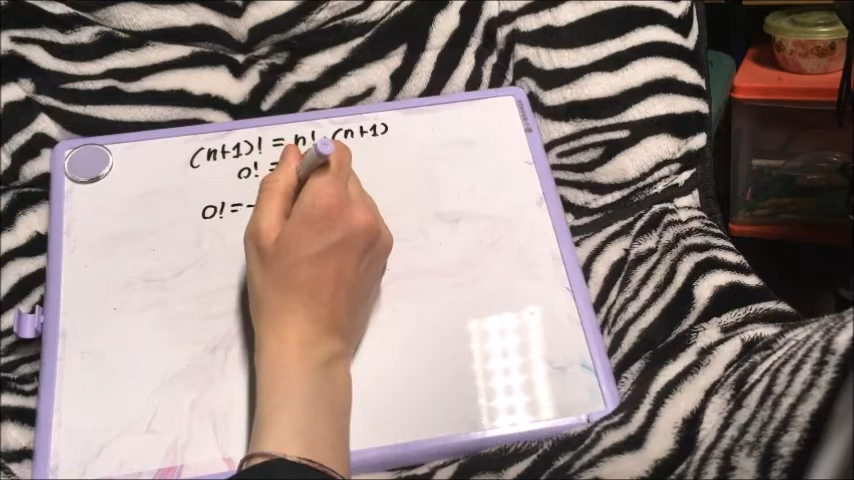 (n+1)! = n! (n+1)
0! =
0! =